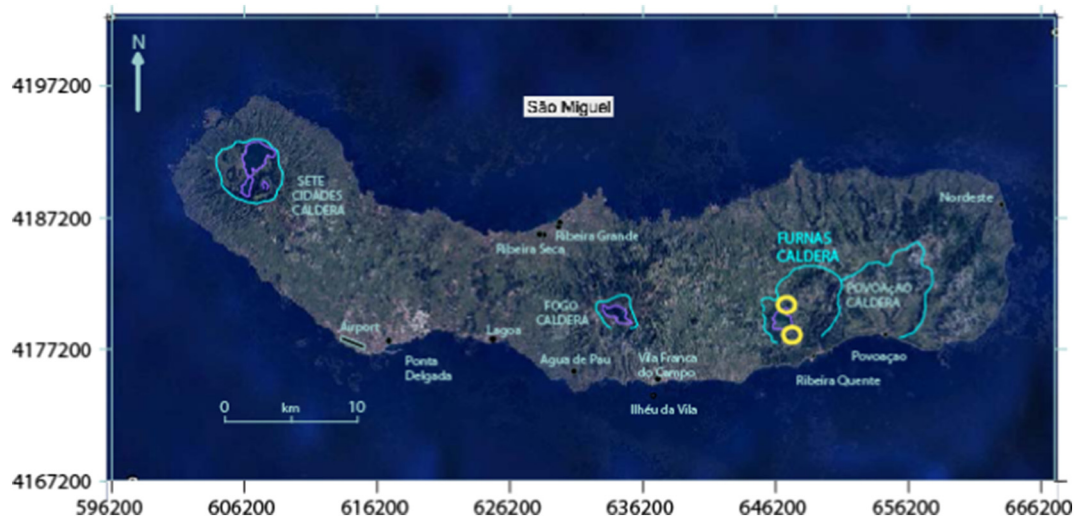 N
4197200
São Miguel
SETE
CIDADES
CALDERA
4187200
Nordeste
Ribeira Grande
Ribeira Seca
FURNAS
CALDERA
POVOAÇAO
CALDERA
FOGO
CALDERA
Airport
Lagoa
4177200
Ponta
Delgada
Agua de Pau
Vila Franca
do Campo
Povoaçao
Ribeira Quente
0 km 10
Ilhéu da Vila
4167200
596200 606200 616200 626200 636200 646200 656200 666200